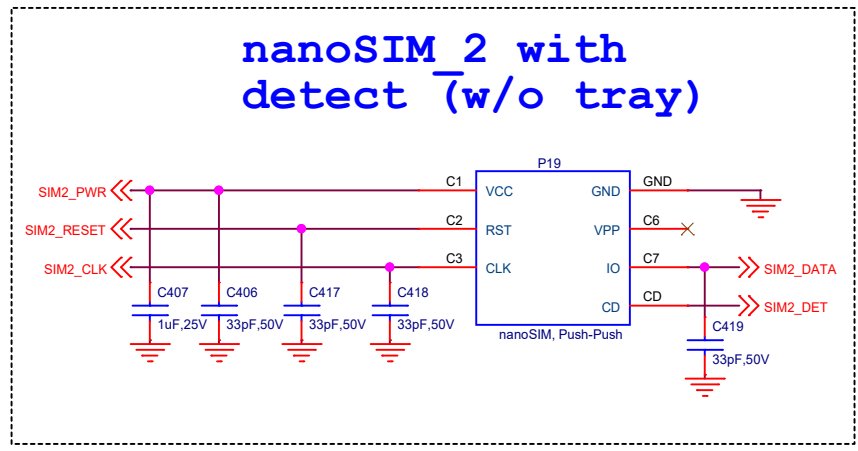 nanoSIM_2 with
detect (w/o tray)
P19
SIM2_PWR C1 VCC GND GND
SIM2_RESET C2 RST VPP C6
SIM2_CLK C3 CLK IO C7 SIM2_DATA
CD CD SIM2_DET
nanoSIM, Push-Push
C407 C406 C417 C418
1uF,25V 33pF,50V 33pF,50V 33pF,50V
C419
33pF,50V